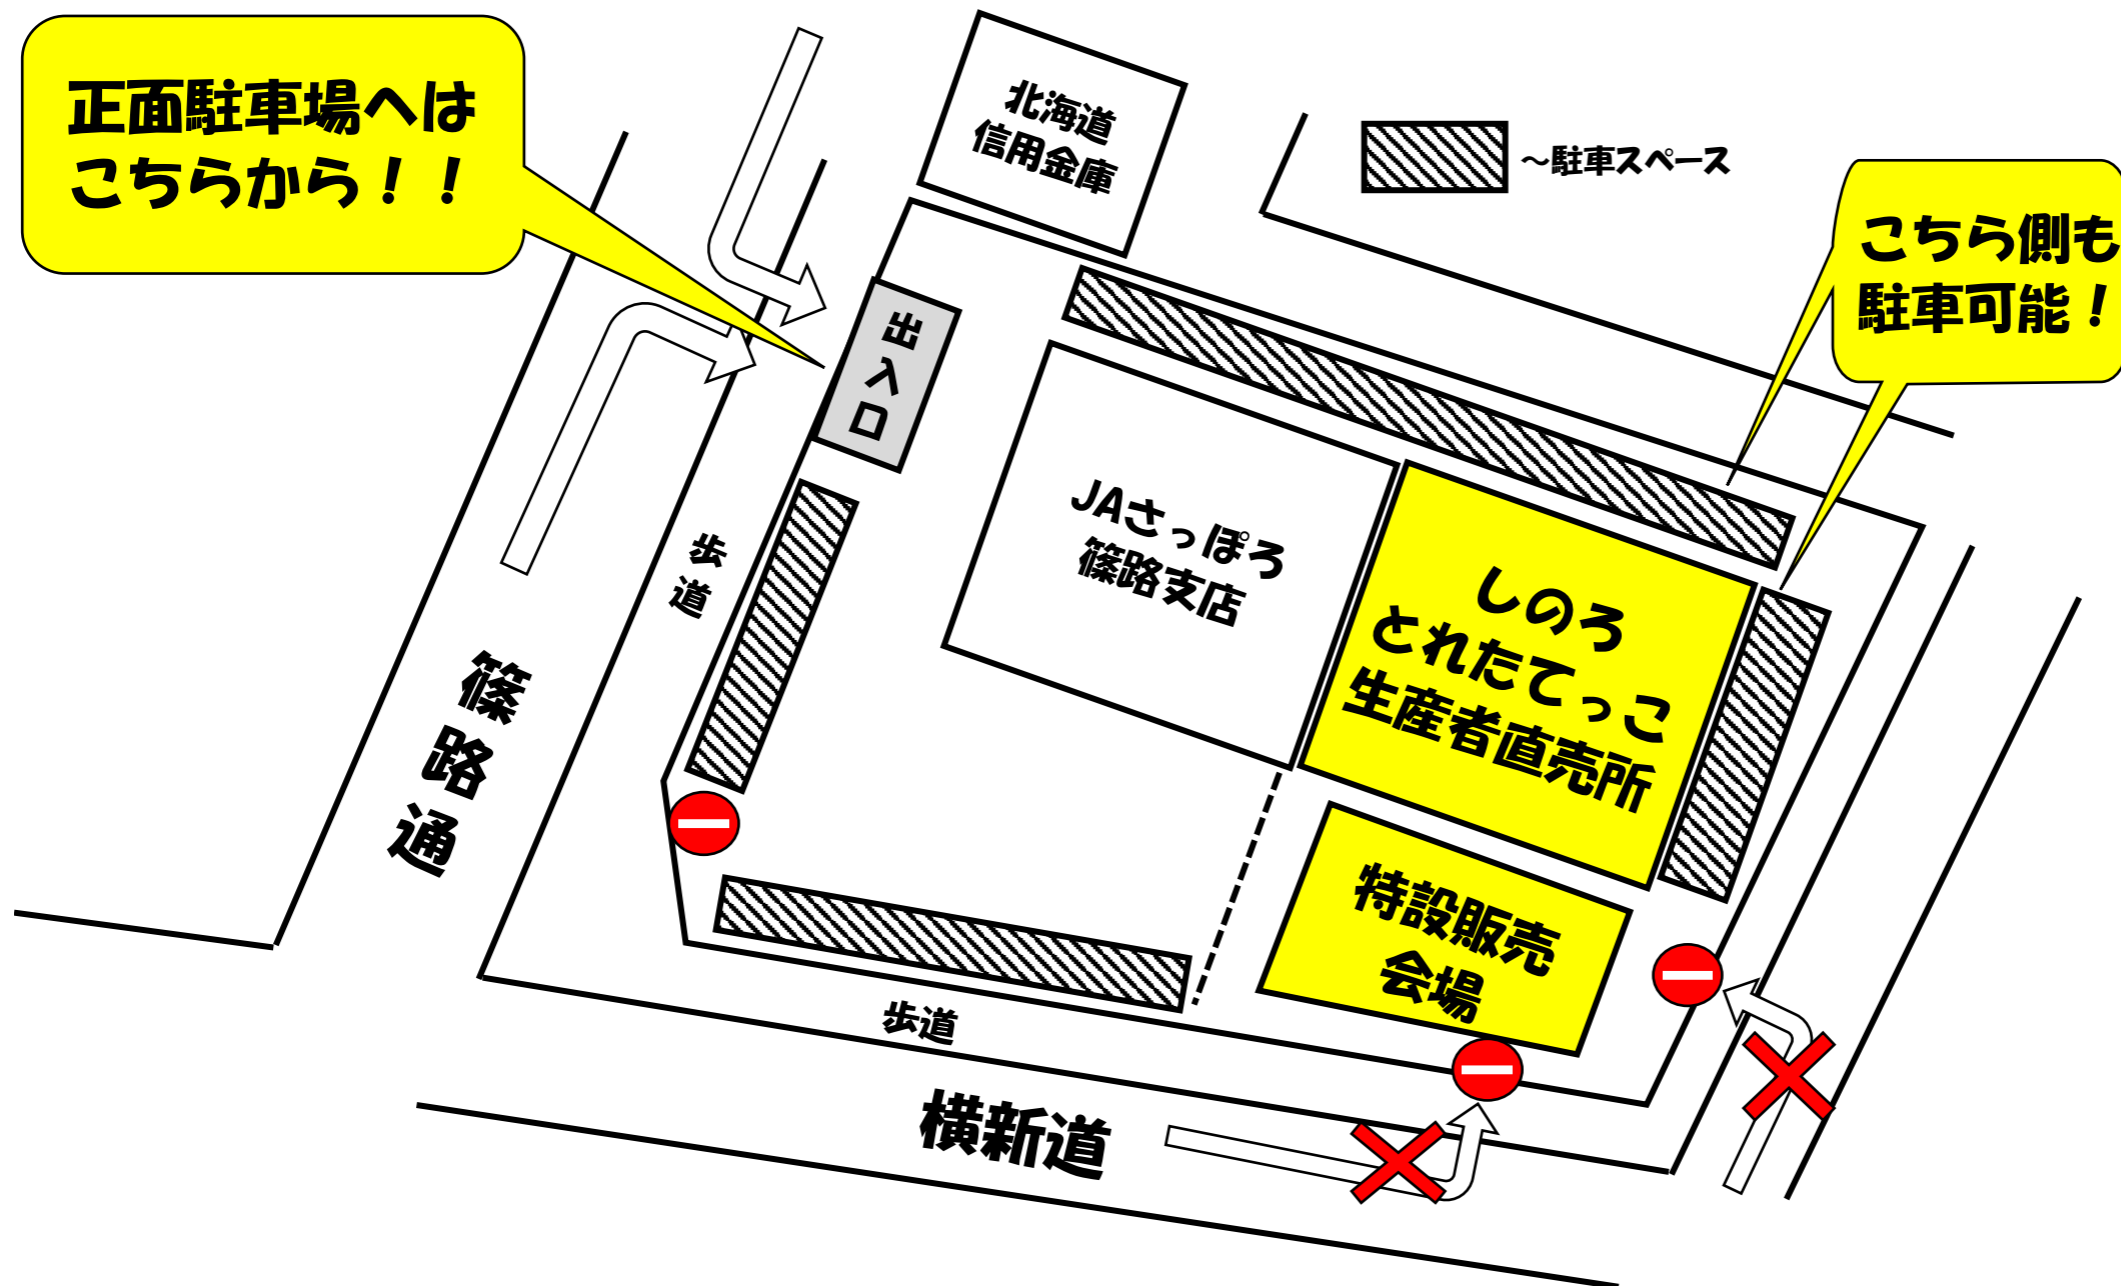 正面駐車場へは
こちらから！！
北海道
信用金庫
～駐車スペース
こちら側も
駐車可能！
出入口
JAさっぽろ
篠路支店
しのろ
とれたてっこ
生産者直売所
歩道
篠路通
特設販売
会場
歩道
横新道